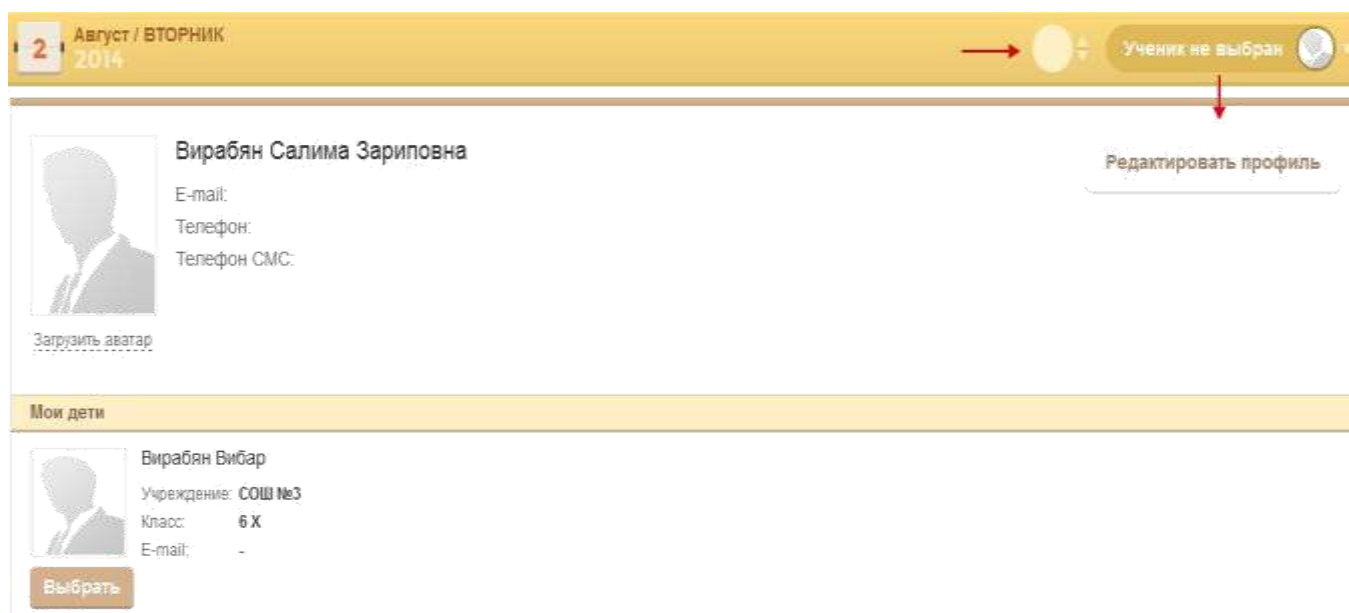 2
Август / ВТОРНИК
2014
Ученик не выбран
Вирабян Салима Зариповна
Редактировать профиль
E-mail:
Телефон:
Телефон СМС:
Загрузить аватар
Мои дети
Вирабян Вибар
Учреждение: СОШ №3
Класс: 6 Х
E-mail: -
Выбрать